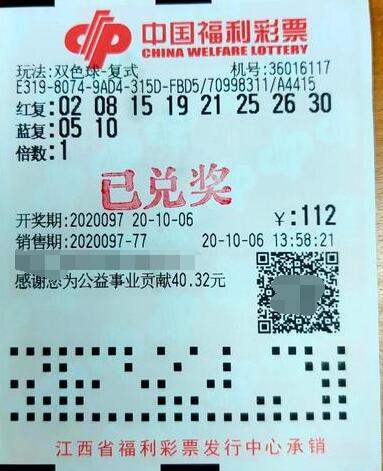 中国福利彩票
CHINA WELFARE LOTTERY
玩法:双色球-复式 机号:36016117
E319-8074-9AD4-315D-FBD5/70998311/A4415
红复:02 08 15 19 21 25 26 30
蓝复:05 10
倍数:1
已兑奖
开奖期:2020097 20-10-06 ¥:112
销售期:2020097-77 20-10-06 13:58:21
感谢您为公益事业贡献40.32元
江西省福利彩票发行中心承销